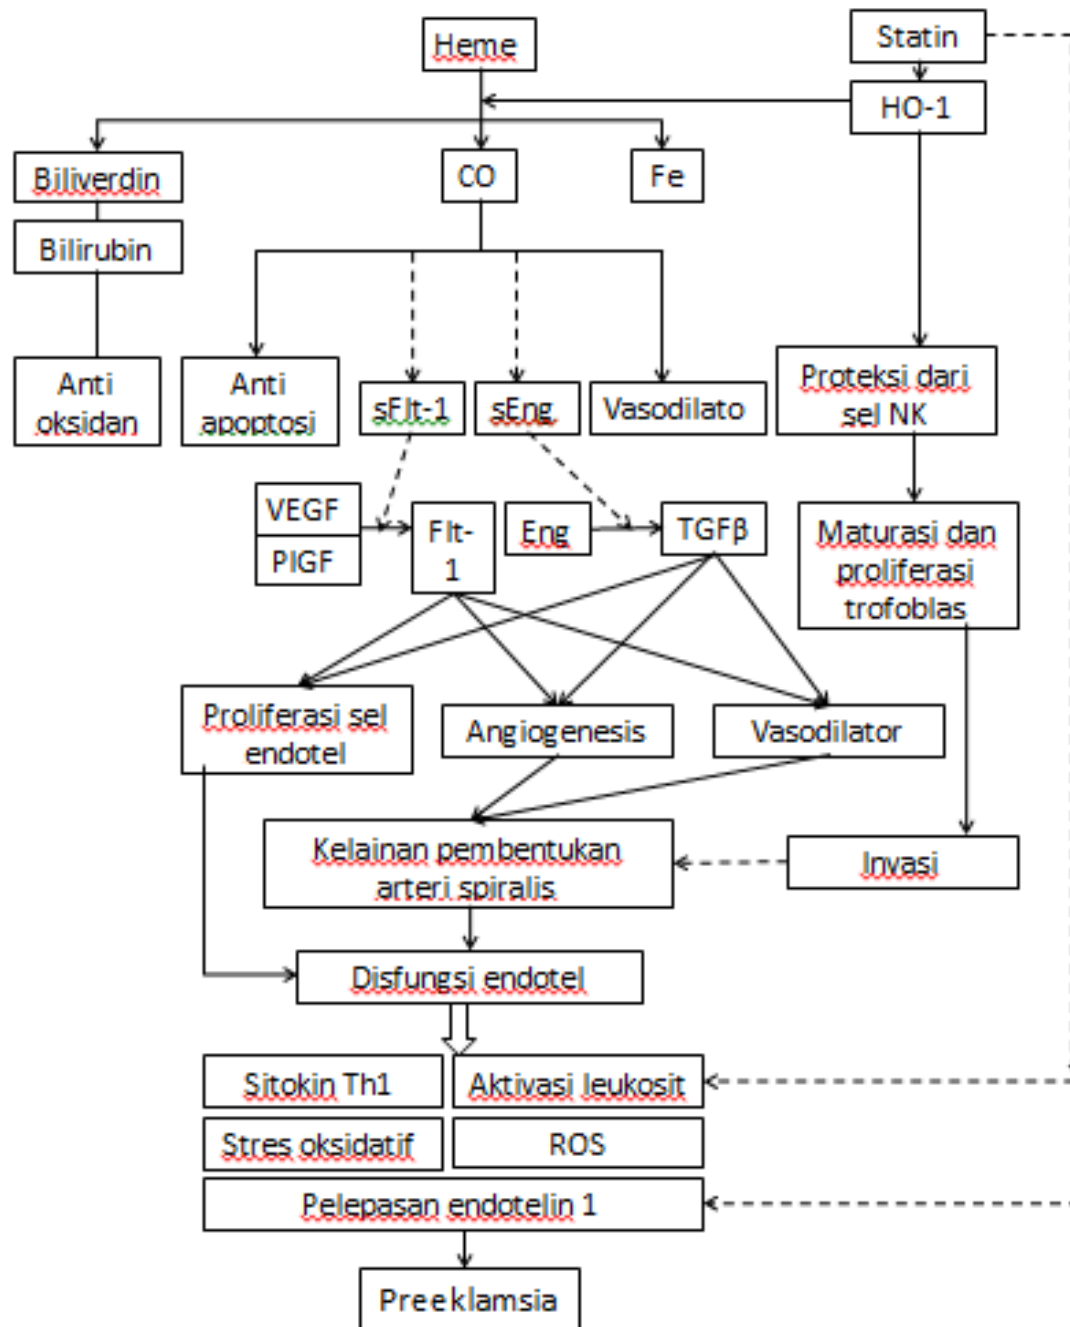 Heme
Statin
HO-1
Biliverdin
CO
Fe
Bilirubin
Anti
oksidan
Anti
apoptosi
sFlt-1
sEng
Vasodilato
Proteksi dari
sel NK
VEGF
PIGF
Flt-
1
Eng
TGFβ
Maturasi dan
proliferasi
trofoblas
Proliferasi sel
endotel
Angiogenesis
Vasodilator
Kelainan pembentukan
arteri spiralis
Invasi
Disfungsi endotel
Sitokin Th1
Aktivasi leukosit
Stres oksidatif
ROS
Pelepasan endotelin 1
Preeklamsia